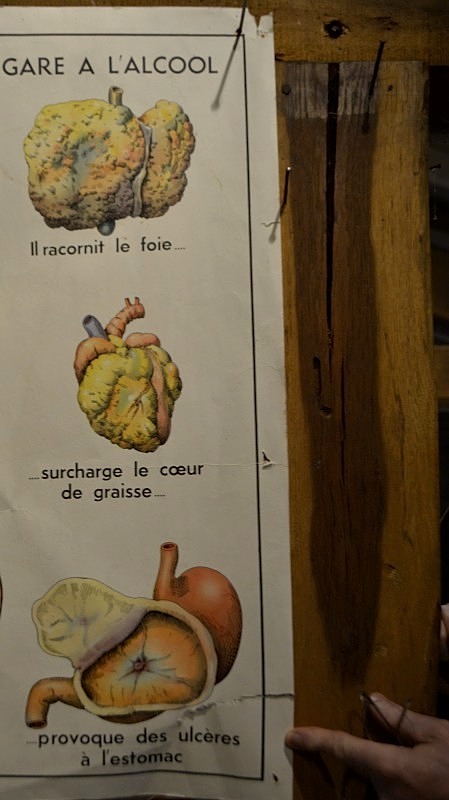 GARE A L'ALCOOL
Il racornit le foie....
....surcharge le cœur
de graisse....
....provoque des ulcères
à l'estomac